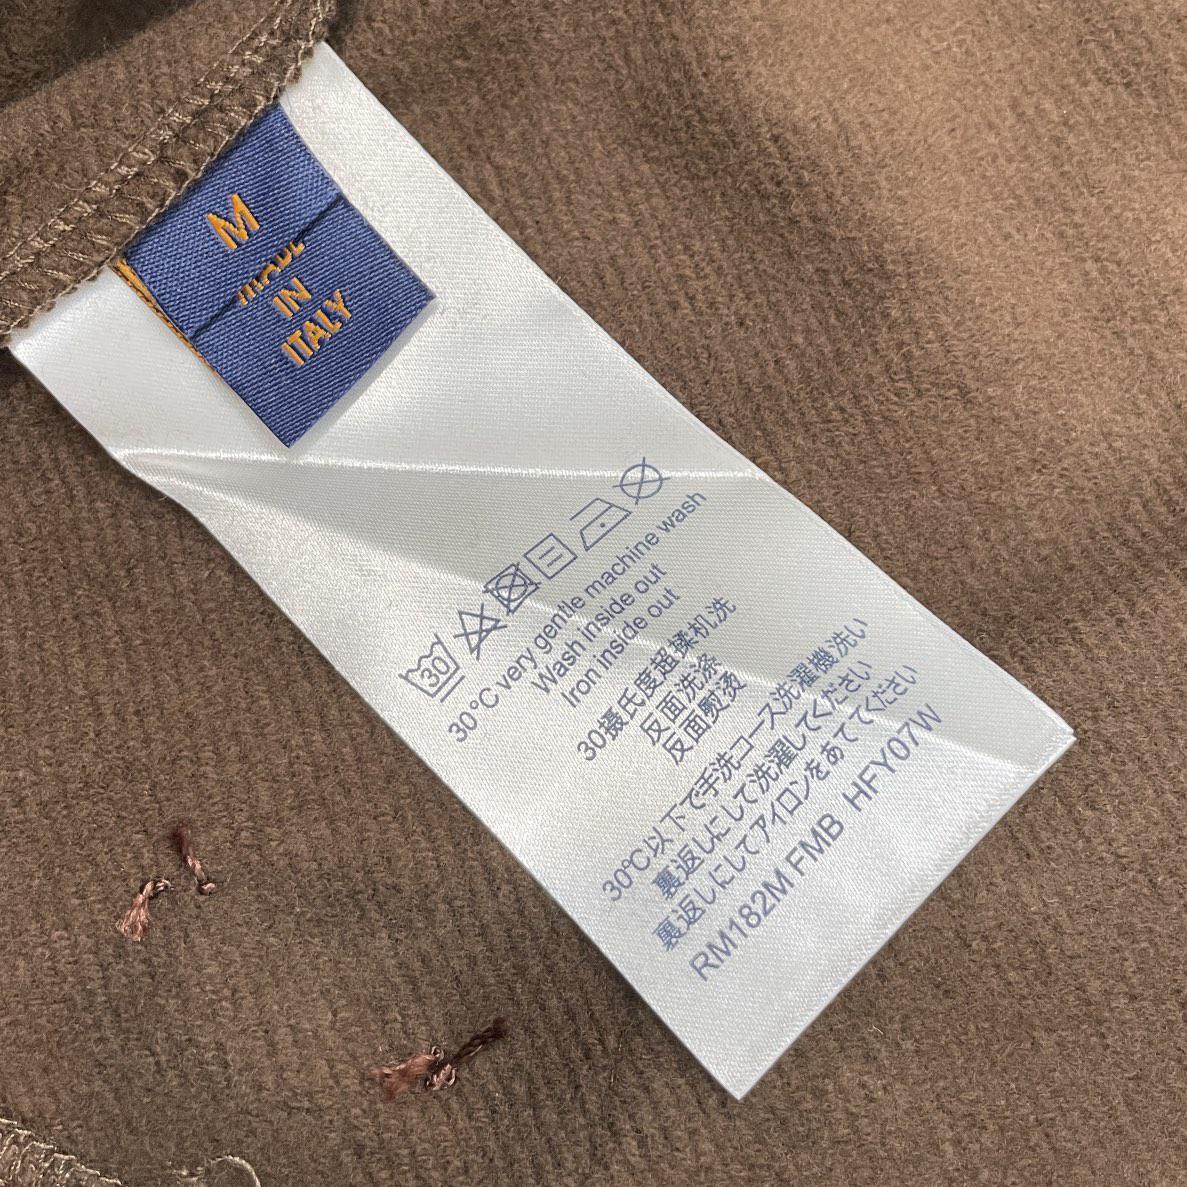 M
MADE
IN
ITALY
30
30°C very gentle machine wash
Wash inside out
Iron inside out
30摄氏度超揉机洗
反面洗涤
反面熨烫
30℃以下で手洗コース洗濯機洗い
裏返しにして洗濯してください
裏返しにしてアイロンをあててください
RM182M FMB HFY07W